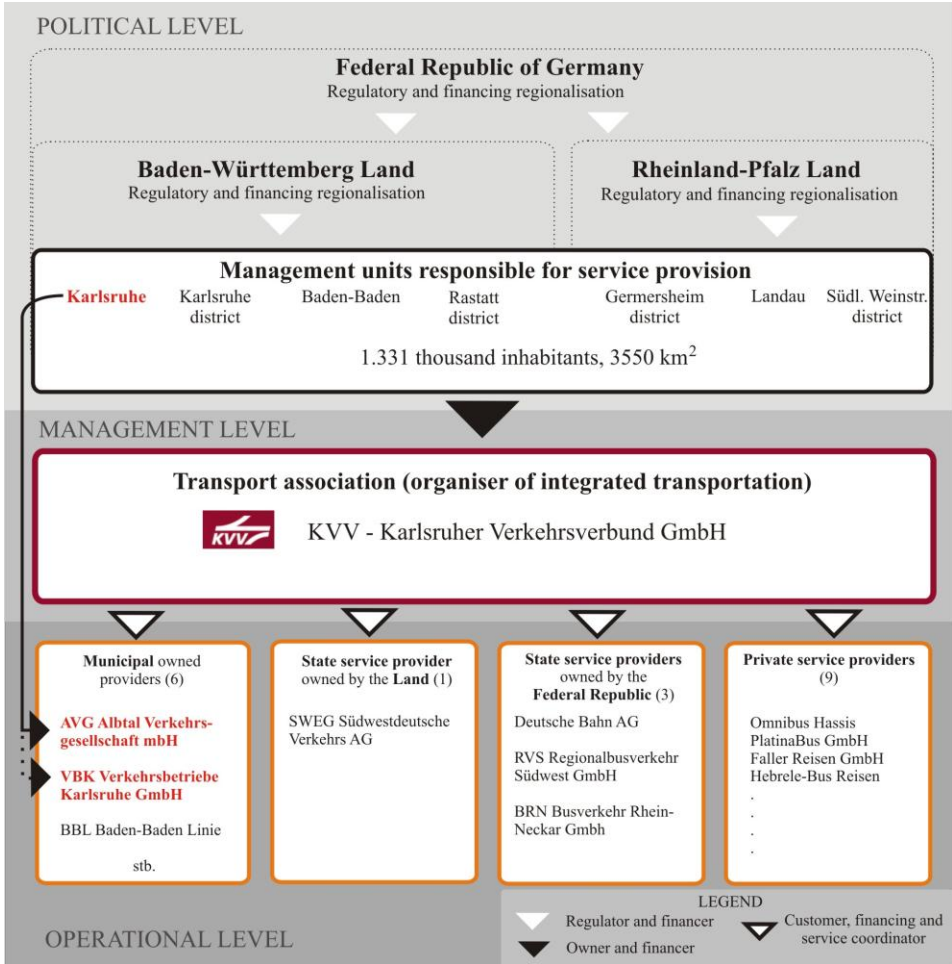 POLITICAL LEVEL
Federal Republic of Germany
Regulatory and financing regionalisation
Baden-Württemberg Land
Regulatory and financing regionalisation
Rheinland-Pfalz Land
Regulatory and financing regionalisation
Management units responsible for service provision
Karlsruhe
Karlsruhe
district
Baden-Baden
Rastatt
district
Germersheim
district
Landau
Südl. Weinstr.
district
1.331 thousand inhabitants, 3550 km²
MANAGEMENT LEVEL
Transport association (organiser of integrated transportation)
KVV
KVV - Karlsruher Verkehrsverbund GmbH
Municipal owned
providers (6)
AVG Albtal Verkehrs-
gesellschaft mbH
VBK Verkehrsbetriebe
Karlsruhe GmbH
BBL Baden-Baden Linie
stb.
State service provider
owned by the Land (1)
SWEG Südwestdeutsche
Verkehrs AG
State service providers
owned by the
Federal Republic (3)
Deutsche Bahn AG
RVS Regionalbusverkehr
Südwest GmbH
BRN Busverkehr Rhein-
Neckar Gmbh
Private service providers
(9)
Omnibus Hassis
PlatinaBus GmbH
Faller Reisen GmbH
Hebrele-Bus Reisen
.
.
.
.
OPERATIONAL LEVEL
LEGEND
Regulator and financer
Owner and financer
Customer, financing and
service coordinator